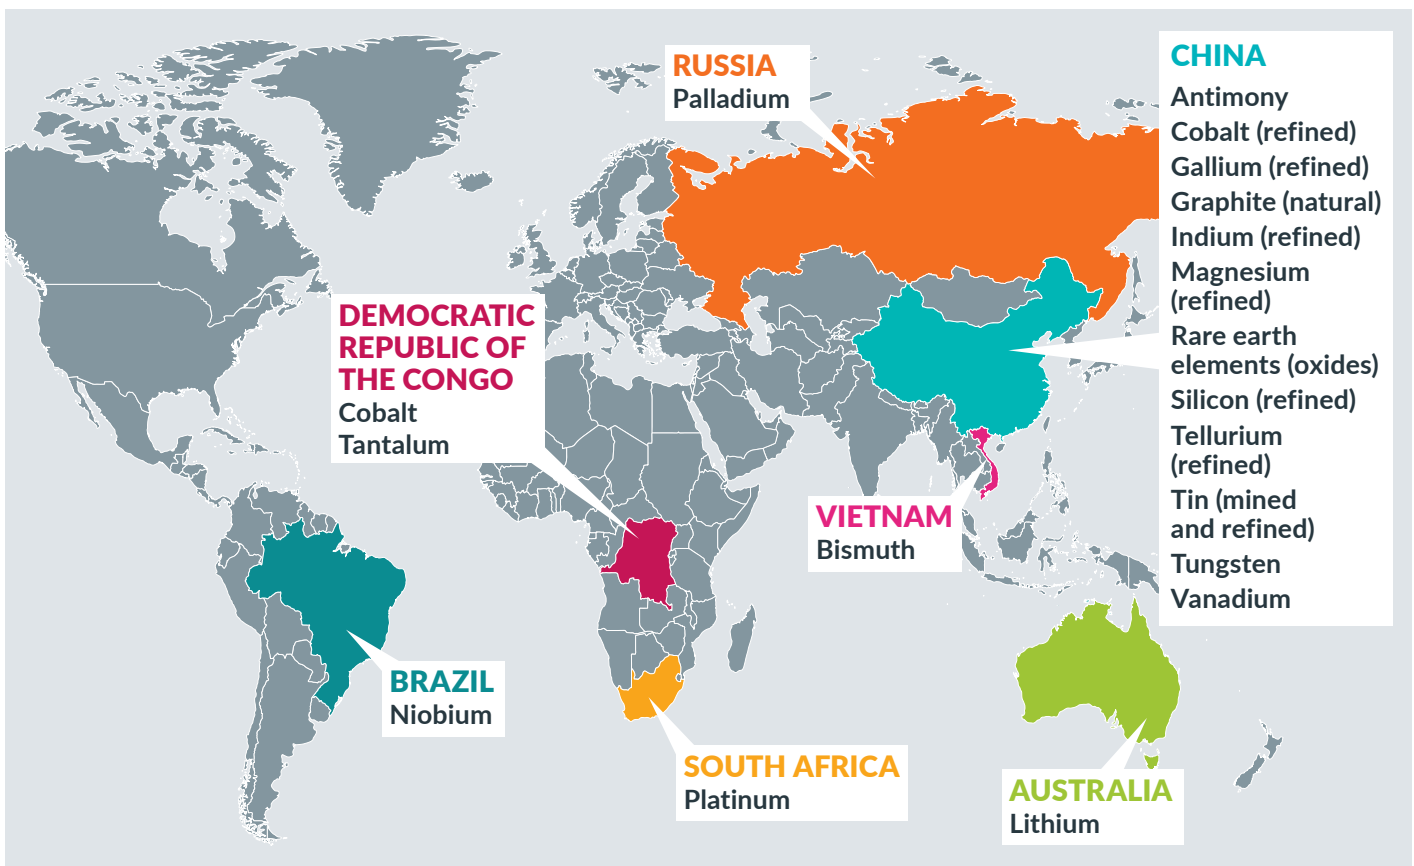 RUSSIA
Palladium
CHINA
Antimony
Cobalt (refined)
Gallium (refined)
Graphite (natural)
Indium (refined)
Magnesium
(refined)
Rare earth
elements (oxides)
Silicon (refined)
Tellurium
(refined)
Tin (mined
and refined)
Tungsten
Vanadium
DEMOCRATIC
REPUBLIC OF
THE CONGO
Cobalt
Tantalum
VIETNAM
Bismuth
BRAZIL
Niobium
SOUTH AFRICA
Platinum
AUSTRALIA
Lithium